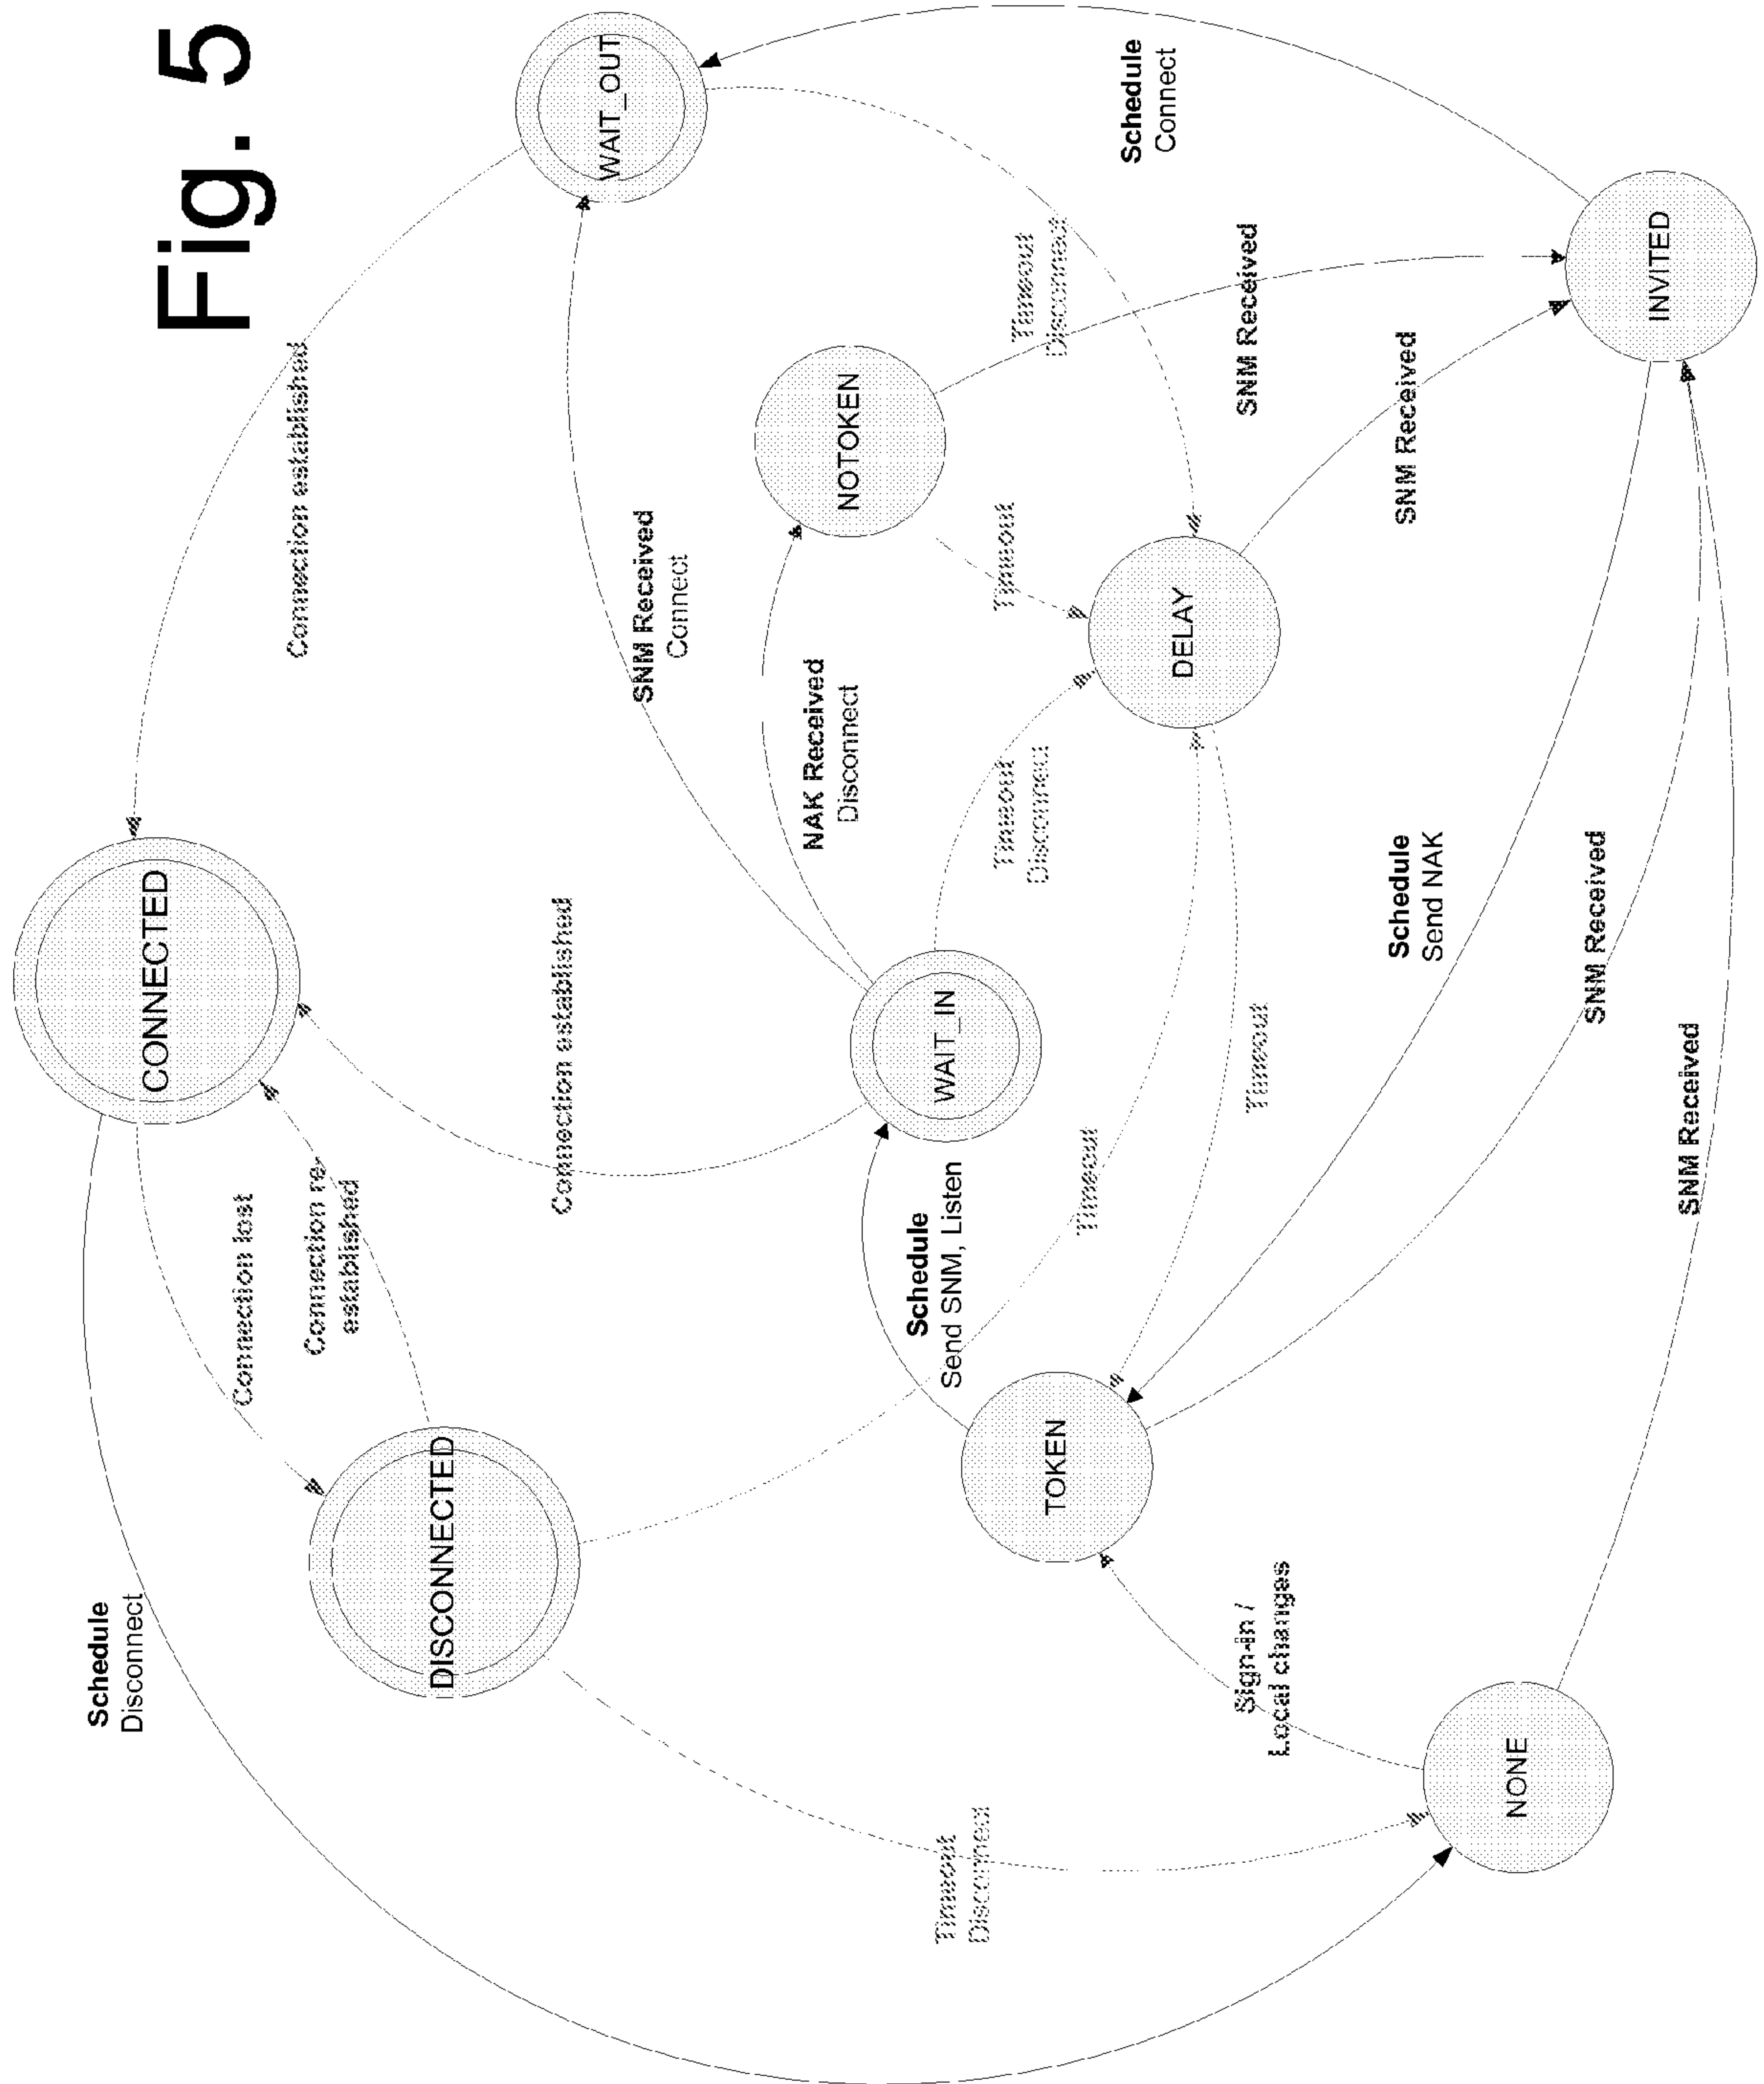 Fig. 5
Schedule
Disconnect
CONNECTED
Connection established
WAIT_OUT
Connection lost
Connection re-
established
DISCONNECTED
Connection established
SNM Received
Connect
NAK Received
Disconnect
NOTOKEN
Timeout
Disconnect
Schedule
Connect
Schedule
Send SNM, Listen
WAIT_IN
Timeout
Disconnect
Timeout
Timeout
Disconnect
TOKEN
Timeout
DELAY
SNM Received
Timeout
SNM Received
Sign-in /
Local changes
Schedule
Send NAK
NONE
SNM Received
INVITED
SNM Received